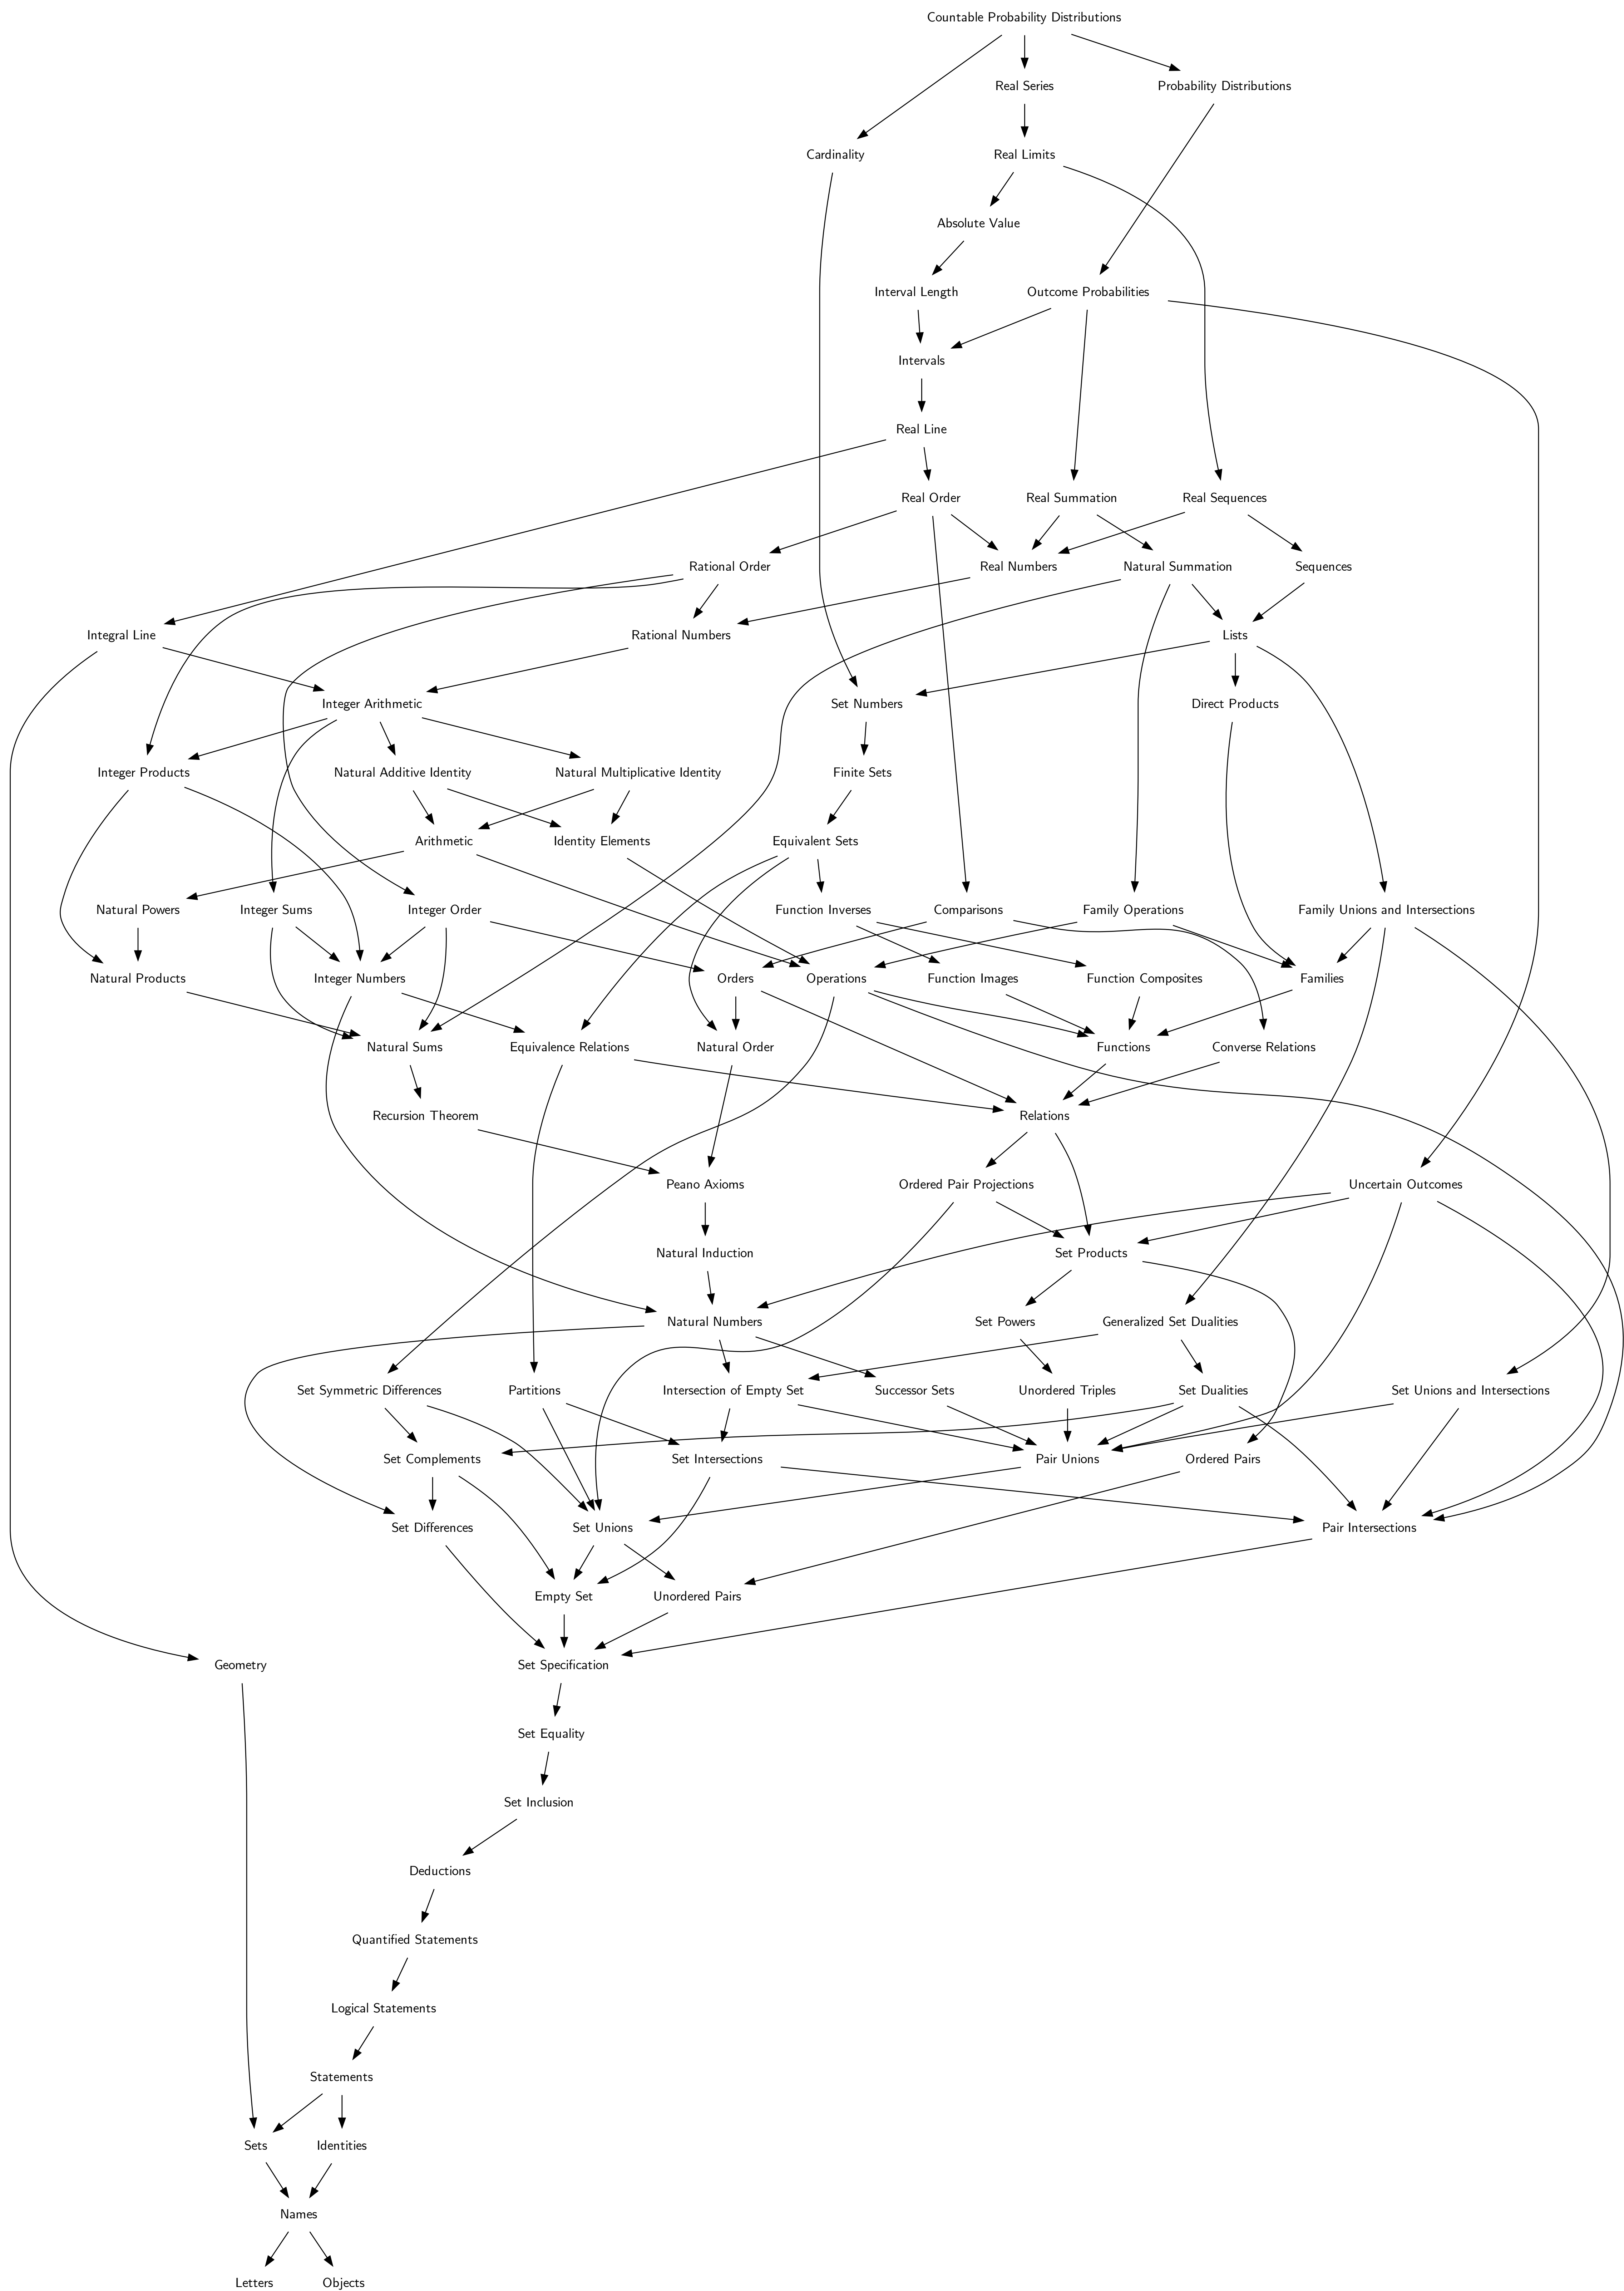 Countable Probability Distributions
Real Series
Probability Distributions
Cardinality
Real Limits
Absolute Value
Interval Length
Outcome Probabilities
Intervals
Real Line
Real Order
Real Summation
Real Sequences
Rational Order
Real Numbers
Natural Summation
Sequences
Integral Line
Rational Numbers
Lists
Integer Arithmetic
Set Numbers
Direct Products
Integer Products
Natural Additive Identity
Natural Multiplicative Identity
Finite Sets
Arithmetic
Identity Elements
Equivalent Sets
Natural Powers
Integer Sums
Integer Order
Function Inverses
Comparisons
Family Operations
Family Unions and Intersections
Natural Products
Integer Numbers
Orders
Operations
Function Images
Function Composites
Families
Natural Sums
Equivalence Relations
Natural Order
Functions
Converse Relations
Recursion Theorem
Relations
Peano Axioms
Ordered Pair Projections
Uncertain Outcomes
Natural Induction
Set Products
Natural Numbers
Set Powers
Generalized Set Dualities
Set Symmetric Differences
Partitions
Intersection of Empty Set
Successor Sets
Unordered Triples
Set Dualities
Set Unions and Intersections
Set Complements
Set Intersections
Pair Unions
Ordered Pairs
Set Differences
Set Unions
Pair Intersections
Empty Set
Unordered Pairs
Geometry
Set Specification
Set Equality
Set Inclusion
Deductions
Quantified Statements
Logical Statements
Statements
Sets
Identities
Names
Letters
Objects